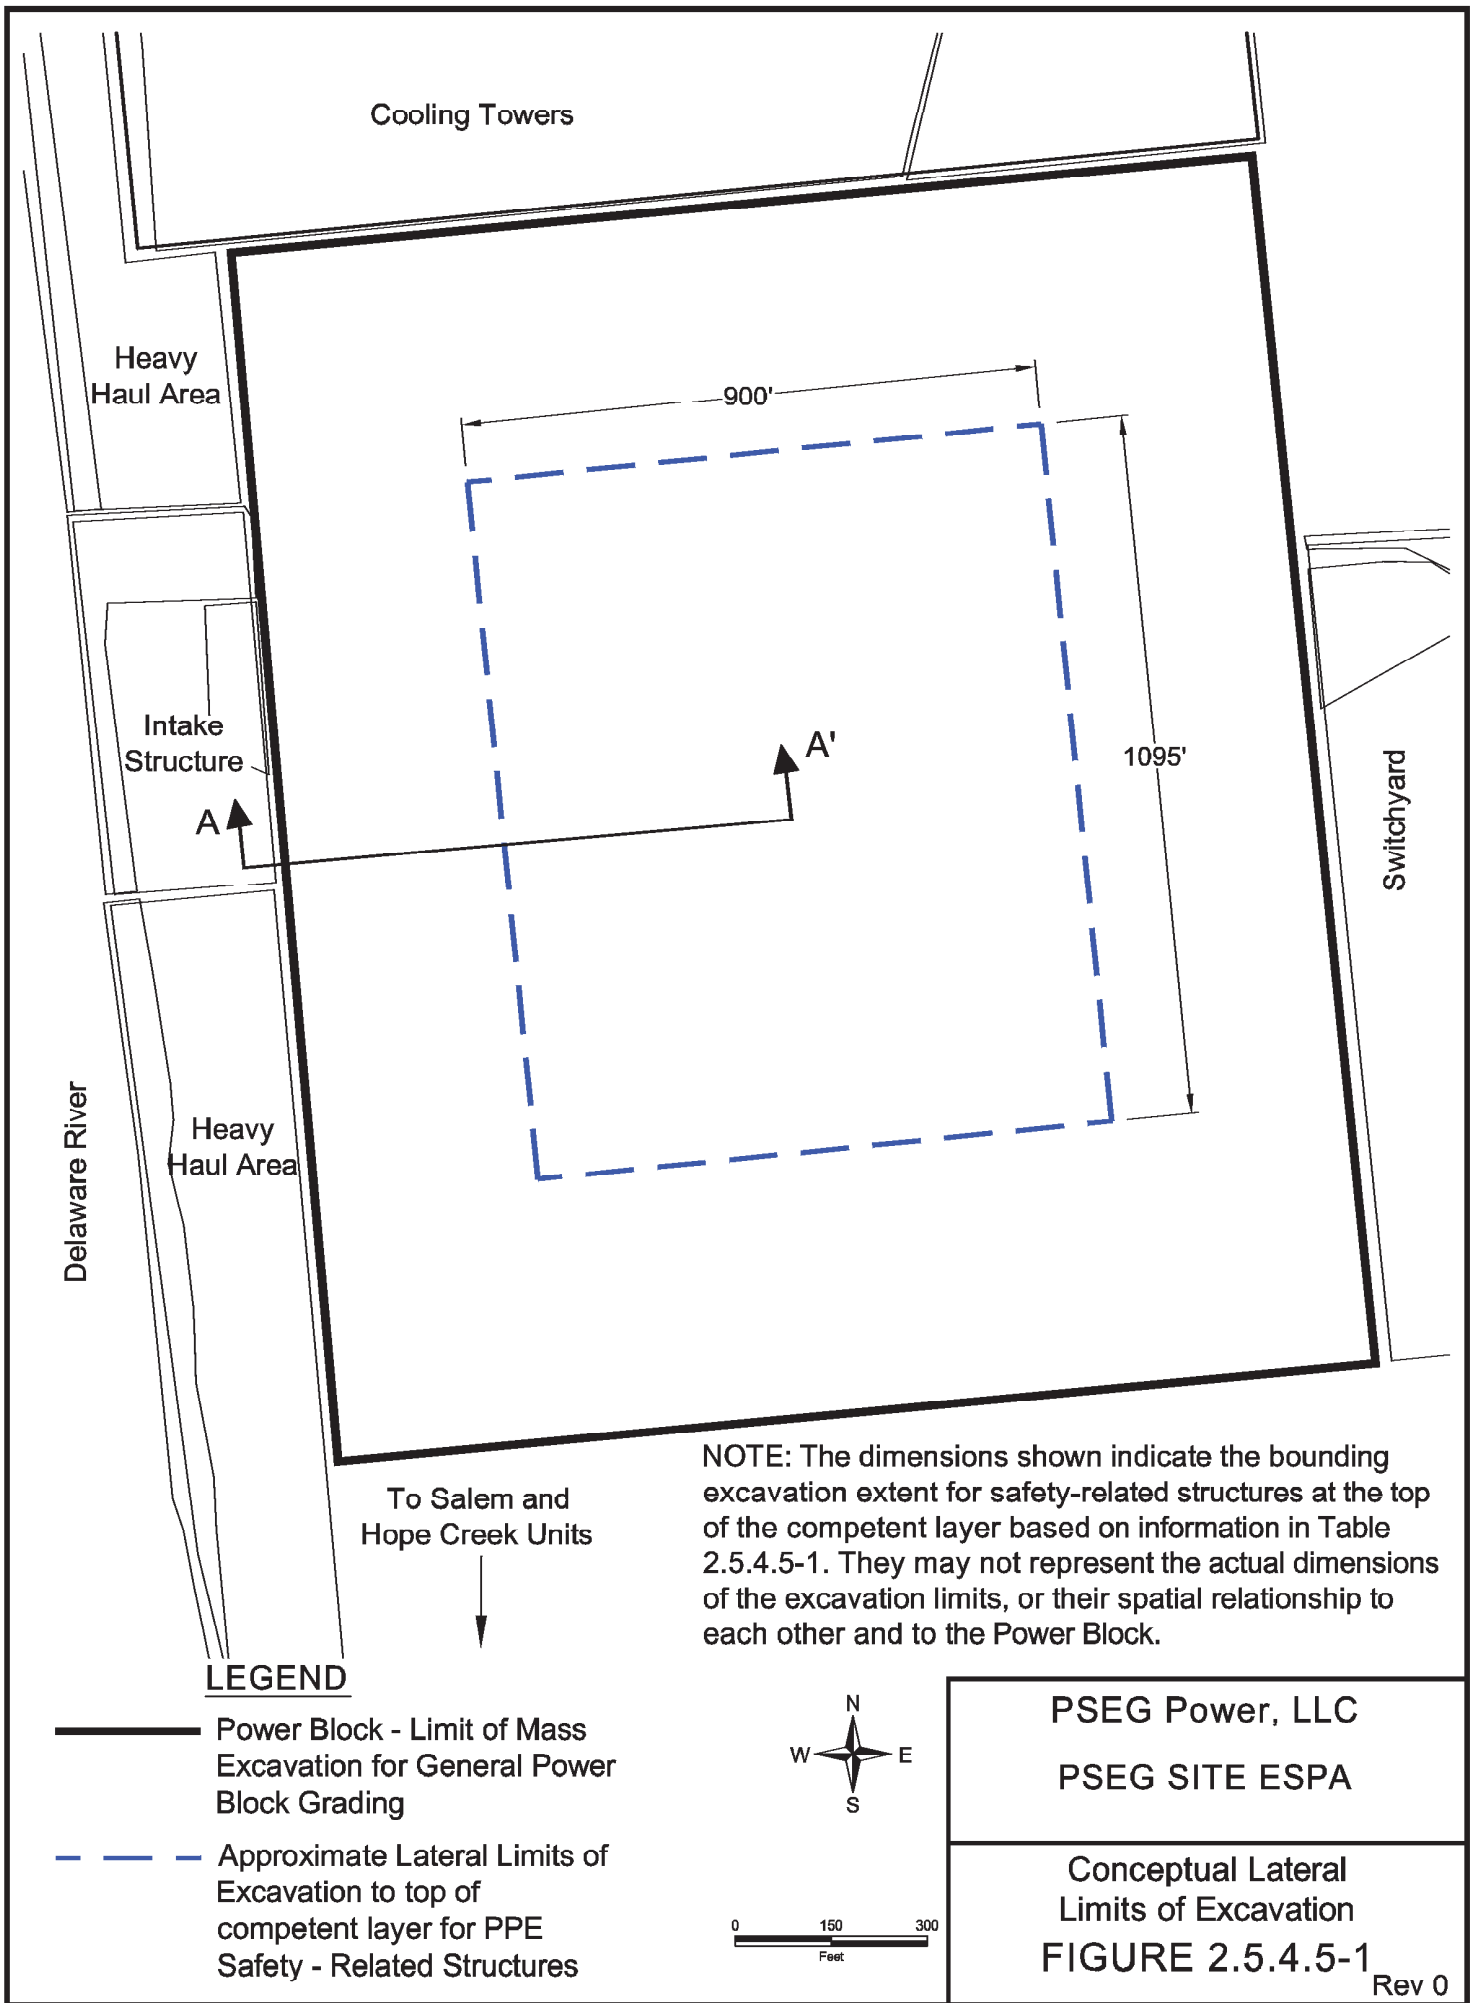 Cooling Towers
Heavy
Haul Area
900'
Intake
Structure
A
A'
1095'
Switchyard
Delaware River
Heavy
Haul Area
To Salem and
Hope Creek Units
NOTE: The dimensions shown indicate the bounding
excavation extent for safety-related structures at the top
of the competent layer based on information in Table
2.5.4.5-1. They may not represent the actual dimensions
of the excavation limits, or their spatial relationship to
each other and to the Power Block.
LEGEND
Power Block - Limit of Mass
Excavation for General Power
Block Grading
Approximate Lateral Limits of
Excavation to top of
competent layer for PPE
Safety - Related Structures
N
W E
S
0 150 300
Feet
PSEG Power, LLC
PSEG SITE ESPA
Conceptual Lateral
Limits of Excavation
FIGURE 2.5.4.5-1
Rev 0